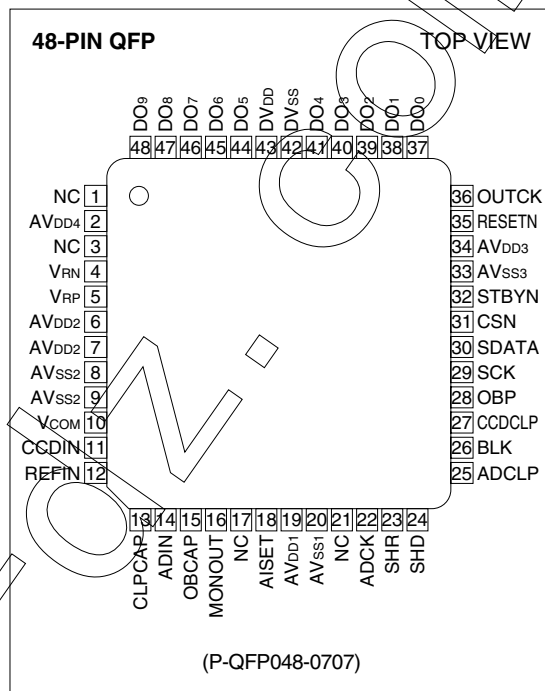 48-PIN QFP
TOP VIEW
DO9
DO8
DO7
DO6
DO5
DVDD
DVSS
DO4
DO3
DO2
DO1
DO0
48 47 46 45 44 43 42 41 40 39 38 37
NC 1
AVDD4 2
NC 3
VRN 4
VRP 5
AVDD2 6
AVDD2 7
AVSS2 8
AVSS2 9
VCOM 10
CCDIN 11
REFIN 12
36 OUTCK
35 RESETN
34 AVDD3
33 AVSS3
32 STBYN
31 CSN
30 SDATA
29 SCK
28 OBP
27 CCDCLP
26 BLK
25 ADCLP
13 14 15 16 17 18 19 20 21 22 23 24
CLPCAP
ADIN
OBCAP
MONOUT
NC
AISET
AVDD1
AVSS1
NC
ADCK
SHR
SHD
(P-QFP048-0707)